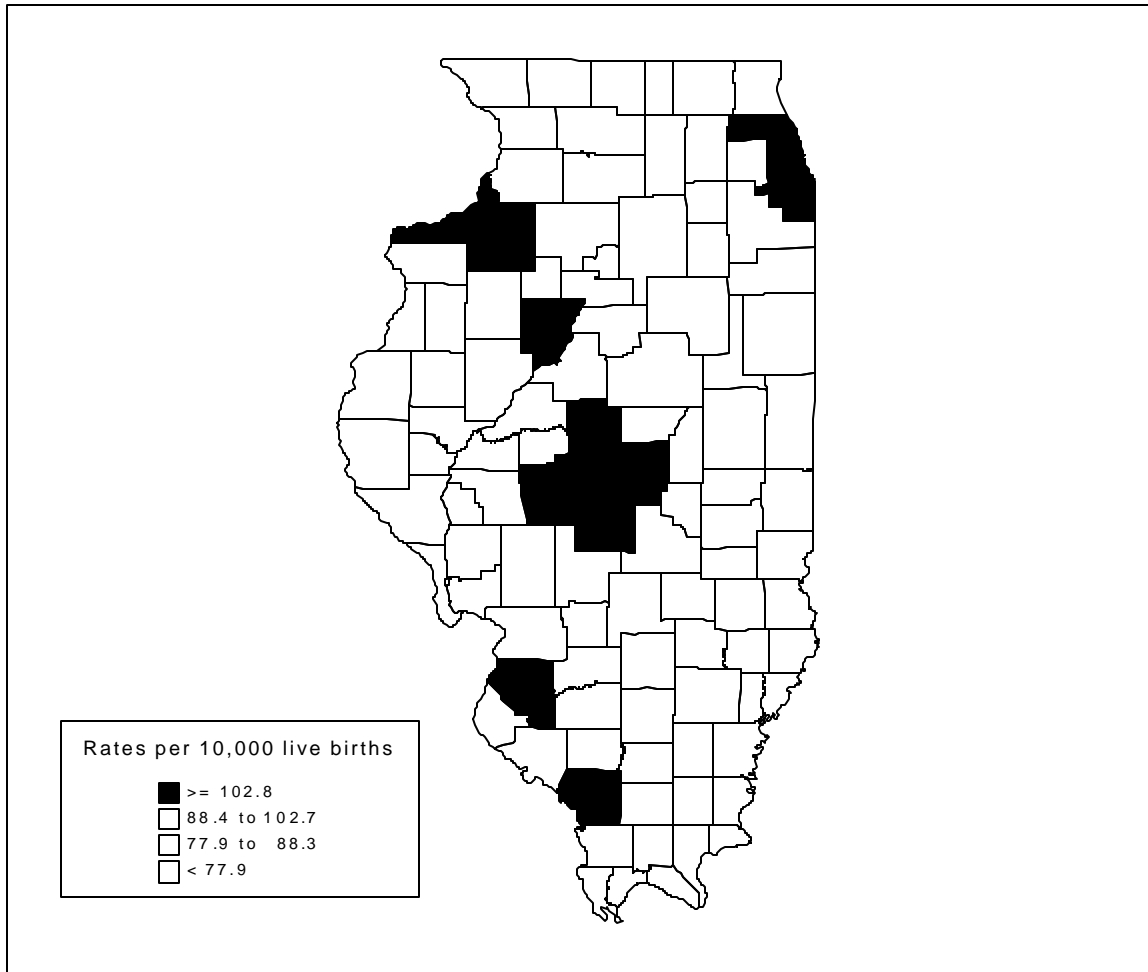 Rates per 10,000 live births
>= 102.8
88.4 to 102.7
77.9 to 88.3
< 77.9